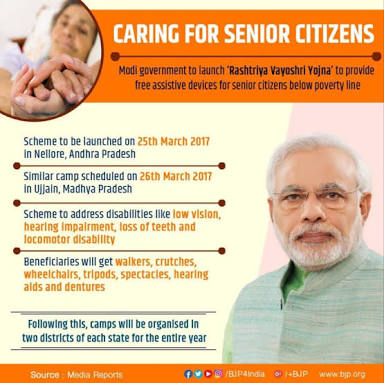 CARING FOR SENIOR CITIZENS
Modi government to launch 'Rashtriya Vayoshri Yojna' to provide
free assistive devices for senior citizens below poverty line
Scheme to be launched on 25th March 2017
in Nellore, Andhra Pradesh
Similar camp scheduled on 26th March 2017
in Ujjain, Madhya Pradesh
Scheme to address disabilities like low vision,
hearing impairment, loss of teeth and
locomotor disability
Beneficiaries will get walkers, crutches,
wheelchairs, tripods, spectacles, hearing
aids and dentures
Following this, camps will be organised in
two districts of each state for the entire year
Source : Media Reports
/BJP4India
/+BJP
www.bjp.org